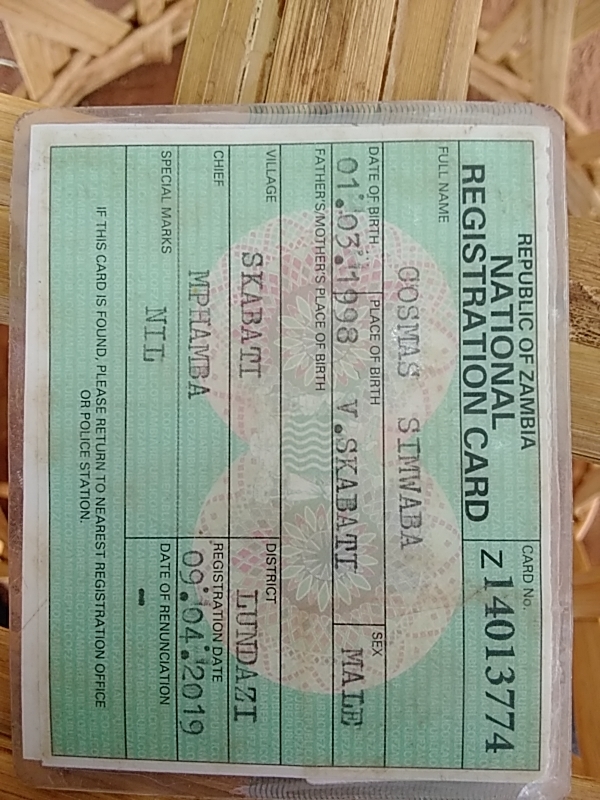 REPUBLIC OF ZAMBIA
NATIONAL
REGISTRATION CARD
CARD No.
Z14013774
FULL NAME
COSMAS SIMWABA
DATE OF BIRTH PLACE OF BIRTH SEX
01.03.1998 V.SKABATI MALE
FATHER'S/MOTHER'S PLACE OF BIRTH
VILLAGE SKABATI DISTRICT LUNDAZI
CHIEF MPHAMBA REGISTRATION DATE 09.04.2019
SPECIAL MARKS NIL DATE OF RENUNCIATION -
IF THIS CARD IS FOUND, PLEASE RETURN TO NEAREST REGISTRATION OFFICE
OR POLICE STATION.